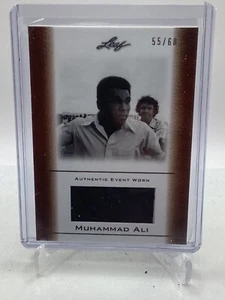 Leaf
55/60
AUTHENTIC EVENT WORN
MUHAMMAD ALI